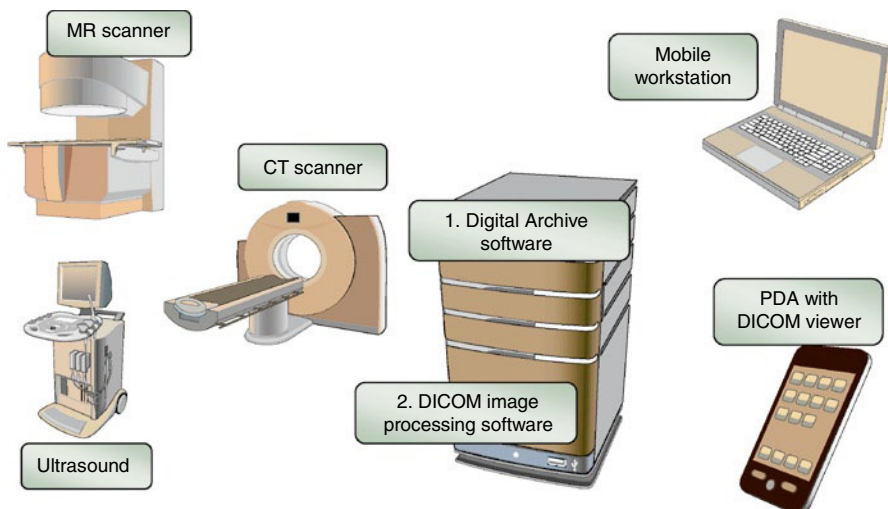 MR scanner
Mobile
workstation
CT scanner
1. Digital Archive
software
PDA with
DICOM viewer
2. DICOM image
processing software
Ultrasound